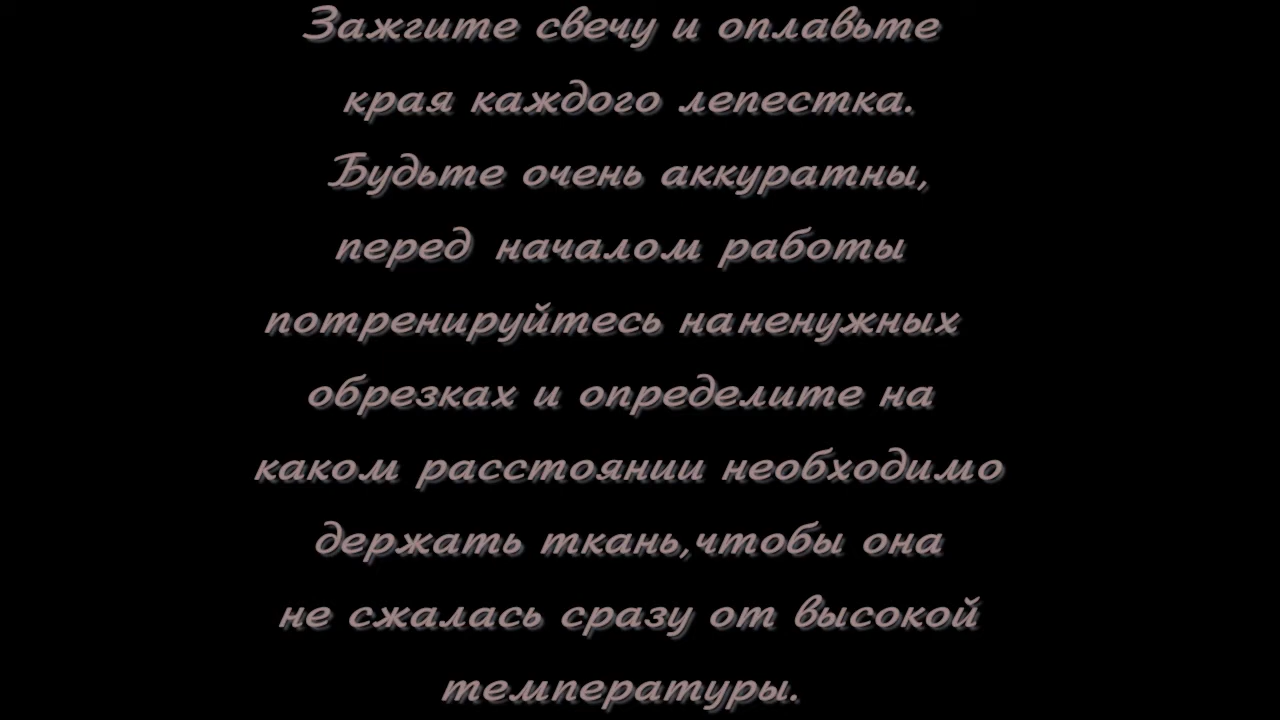 Зажгите свечу и оплавьте
края каждого лепестка.
Будьте очень аккуратны,
перед началом работы
потренируйтесь на ненужных
обрезках и определите на
каком расстоянии необходимо
держать ткань,чтобы она
не сжалась сразу от высокой
температуры.